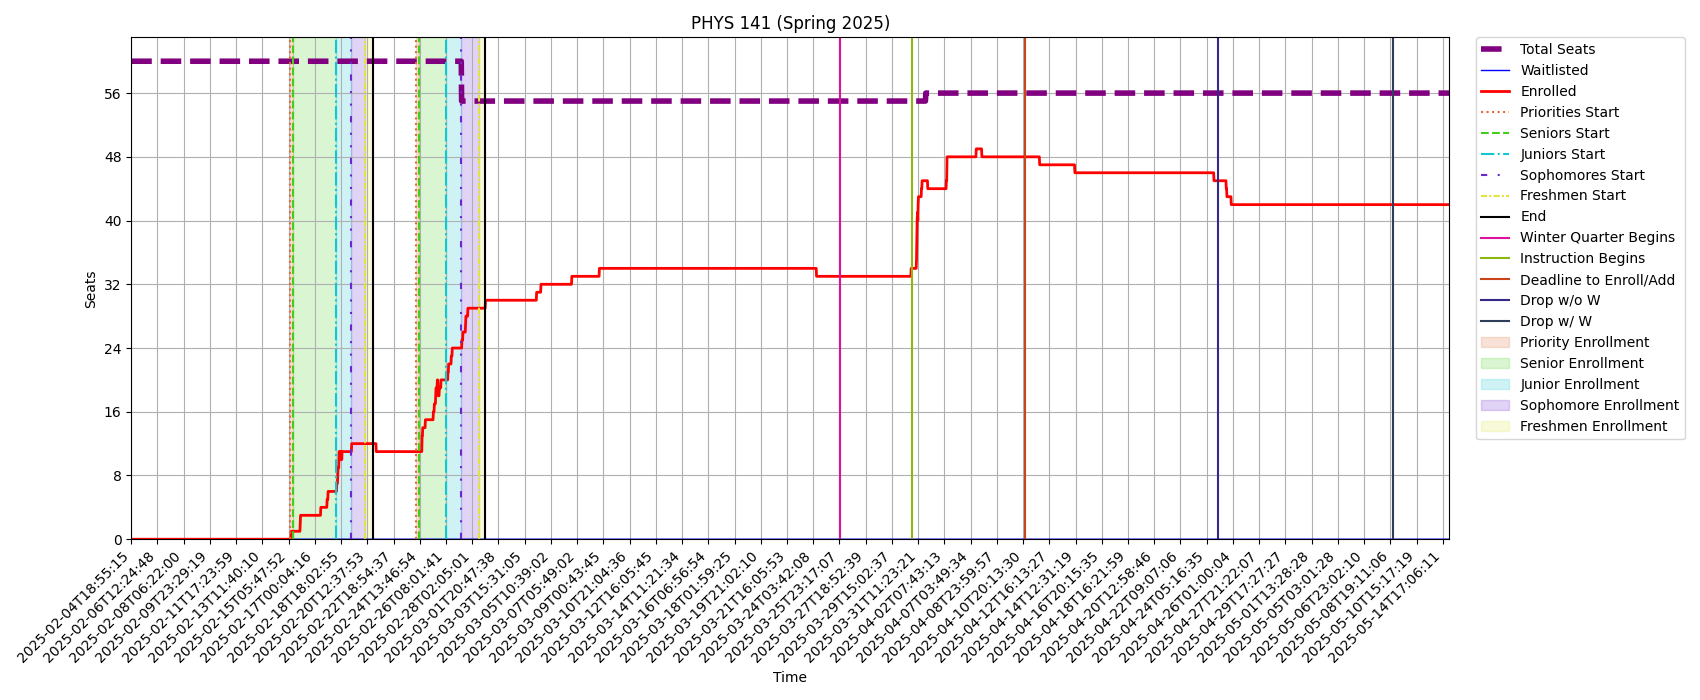 PHYS 141 (Spring 2025)
Seats
56
48
40
32
24
16
8
0
2025-02-04T18:55:15
2025-02-06T12:24:48
2025-02-08T06:22:00
2025-02-09T23:29:19
2025-02-11T17:23:59
2025-02-13T11:40:16
2025-02-15T05:47:52
2025-02-17T00:04:16
2025-02-18T18:02:55
2025-02-20T12:37:53
2025-02-22T18:54:37
2025-02-24T13:46:54
2025-02-26T08:01:41
2025-02-28T02:05:01
2025-03-01T20:47:38
2025-03-03T15:31:05
2025-03-05T10:39:02
2025-03-07T05:49:02
2025-03-09T00:43:45
2025-03-10T21:04:36
2025-03-12T16:05:45
2025-03-14T11:21:34
2025-03-16T06:56:54
2025-03-18T01:59:25
2025-03-19T21:02:10
2025-03-21T16:05:53
2025-03-24T03:42:08
2025-03-25T23:17:07
2025-03-27T18:52:39
2025-03-29T15:02:37
2025-03-31T11:23:21
2025-04-02T07:43:13
2025-04-07T03:49:34
2025-04-08T23:59:57
2025-04-10T20:13:30
2025-04-12T16:13:27
2025-04-14T12:31:19
2025-04-16T20:15:35
2025-04-18T16:21:59
2025-04-20T12:58:46
2025-04-22T09:07:06
2025-04-24T05:16:35
2025-04-26T01:00:04
2025-04-27T21:22:07
2025-04-29T17:27:27
2025-05-01T13:28:28
2025-05-05T03:01:28
2025-05-06T23:02:10
2025-05-08T19:11:06
2025-05-10T15:17:19
2025-05-14T17:06:11
Time
Total Seats
Waitlisted
Enrolled
Priorities Start
Seniors Start
Juniors Start
Sophomores Start
Freshmen Start
End
Winter Quarter Begins
Instruction Begins
Deadline to Enroll/Add
Drop w/o W
Drop w/ W
Priority Enrollment
Senior Enrollment
Junior Enrollment
Sophomore Enrollment
Freshmen Enrollment